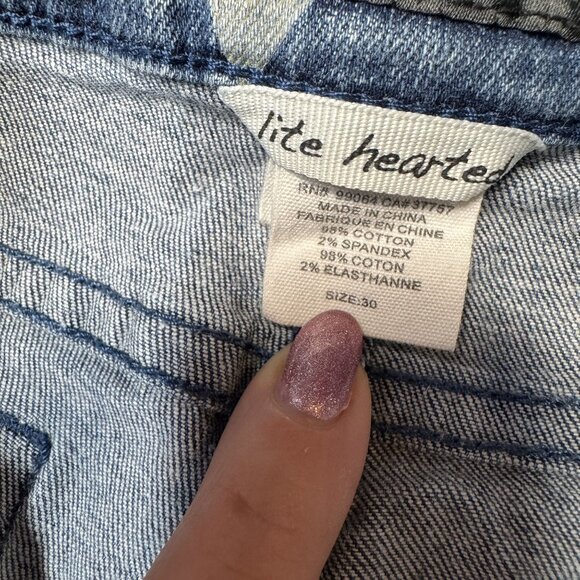 lite hearted
RN# 99064 CA# 37757
MADE IN CHINA
FABRIQUE EN CHINE
98% COTTON
2% SPANDEX
98% COTON
2% ELASTHANNE
SIZE:30